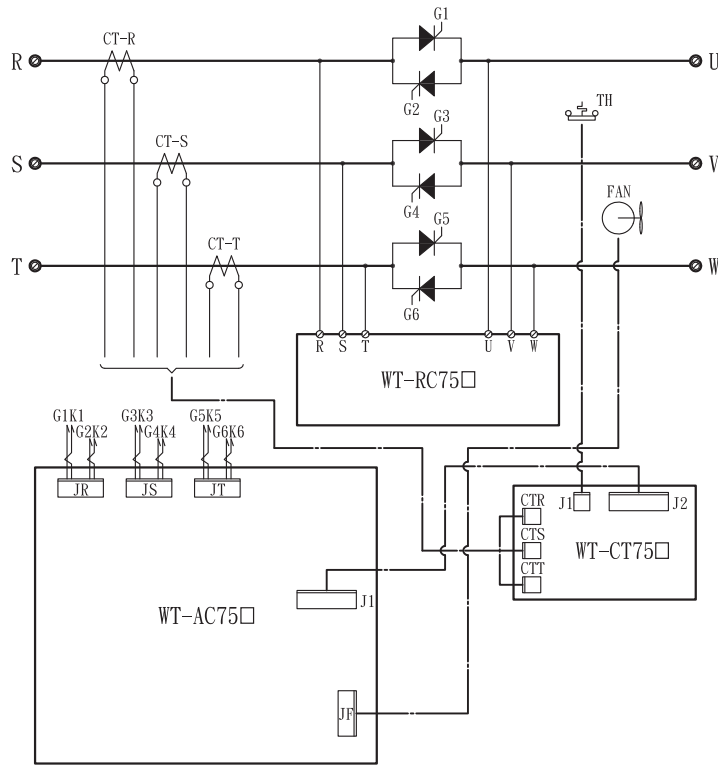 G1
CT-R
R
U
G2
TH
G3
CT-S
S
V
FAN
G4
G5
CT-T
T
W
G6
R S T U V W
WT-RC75□
G1K1 G3K3 G5K5
G2K2 G4K4 G6K6
JR JS JT
CTR J1 J2
CTS
WT-CT75□
CTT
J1
WT-AC75□
JF